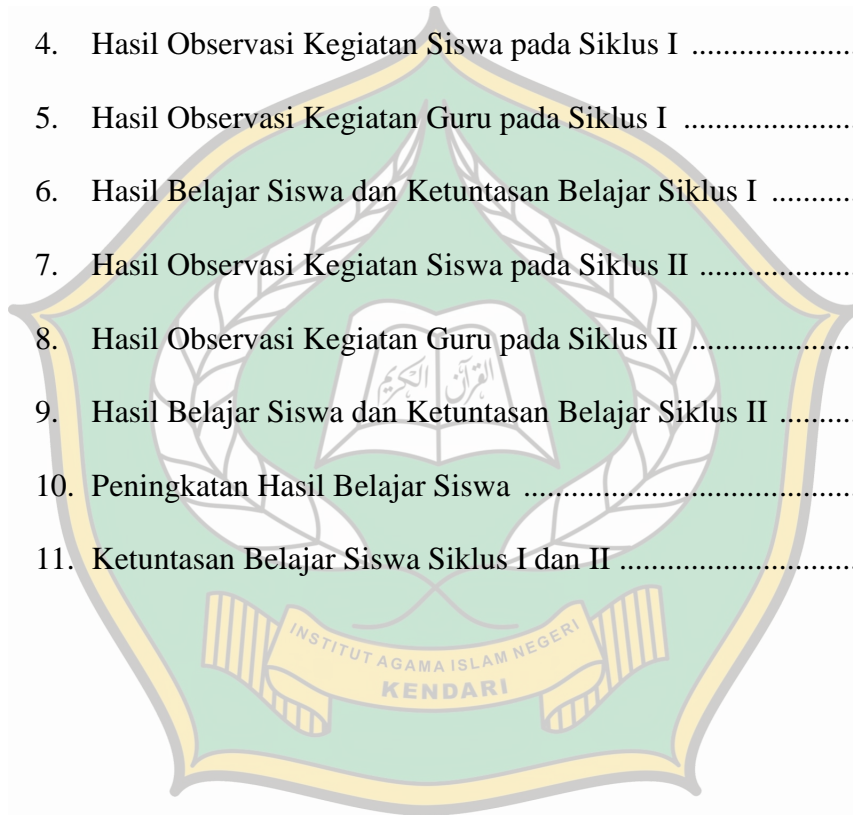 4. Hasil Observasi Kegiatan Siswa pada Siklus I ....................
5. Hasil Observasi Kegiatan Guru pada Siklus I .....................
6. Hasil Belajar Siswa dan Ketuntasan Belajar Siklus I ..........
7. Hasil Observasi Kegiatan Siswa pada Siklus II ...................
8. Hasil Observasi Kegiatan Guru pada Siklus II ....................
القرآن الكريم
9. Hasil Belajar Siswa dan Ketuntasan Belajar Siklus II .........
10. Peningkatan Hasil Belajar Siswa ........................................
11. Ketuntasan Belajar Siswa Siklus I dan II ............................
INSTITUT AGAMA ISLAM NEGERI
KENDARI